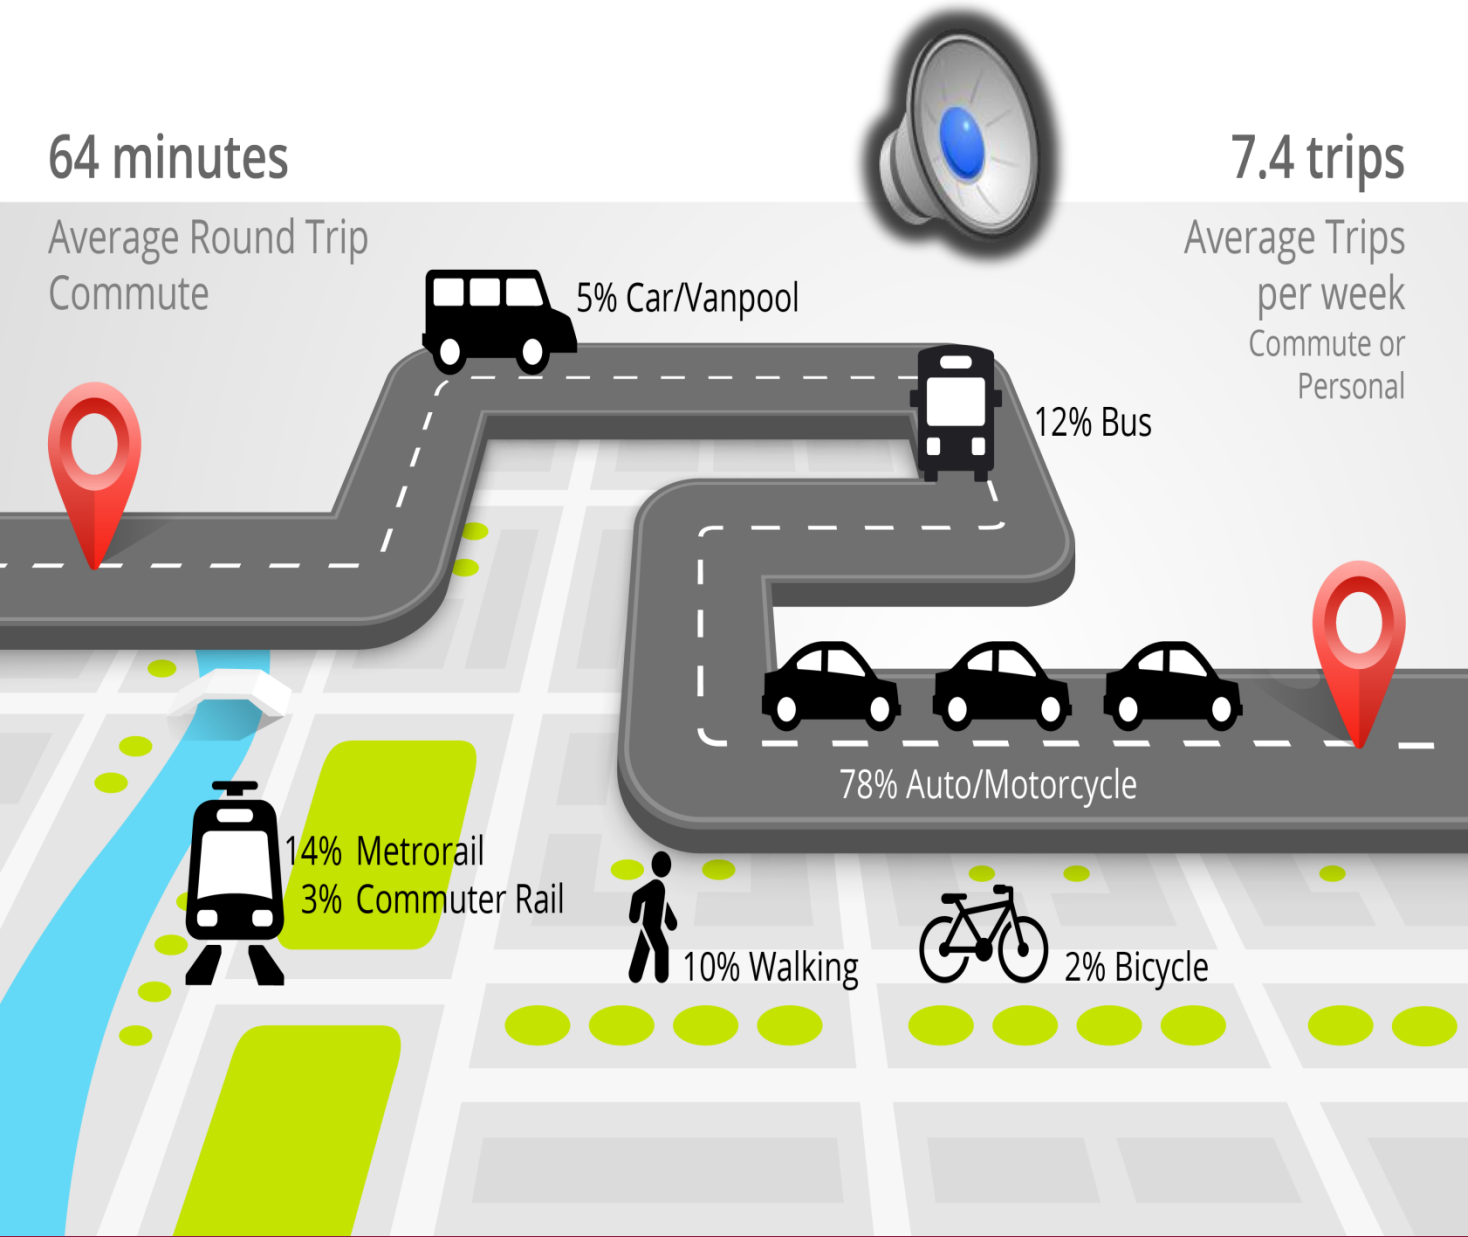 64 minutes
Average Round Trip
Commute
7.4 trips
Average Trips
per week
Commute or
Personal
5% Car/Vanpool
12% Bus
78% Auto/Motorcycle
14% Metrorail
3% Commuter Rail
10% Walking
2% Bicycle